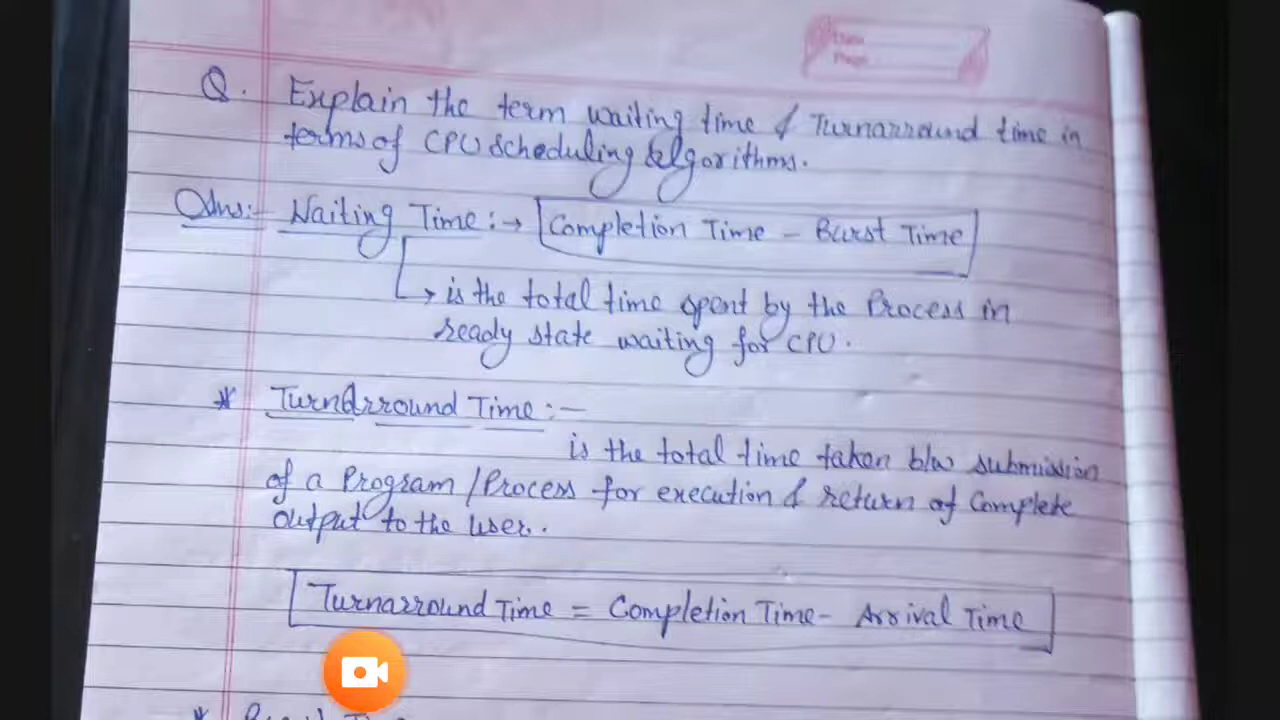 Date
Page
Q. Explain the term waiting time & Turnarround time in
terms of CPU Scheduling Algorithms.
Ans:- Waiting Time :→ Completion Time - Burst Time
↳ is the total time spent by the Process in
ready state waiting for CPU.
* Turnarround Time :-
is the total time taken b/w submission
of a Program/Process for execution & return of Complete
output to the User.
Turnarround Time = Completion Time - Arrival Time